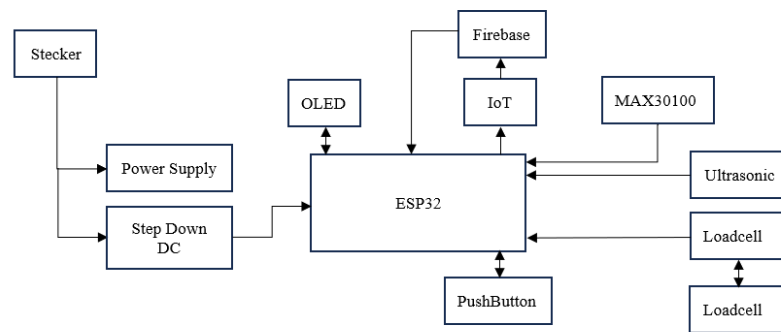 Firebase
Stecker
OLED
IoT
MAX30100
Power Supply
Ultrasonic
ESP32
Step Down
DC
Loadcell
PushButton
Loadcell